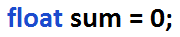 float sum = 0;